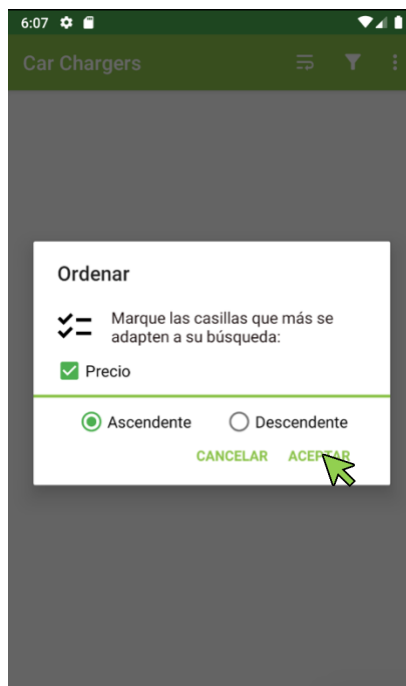 6:07
Car Chargers
Ordenar
Marque las casillas que más se
adapten a su búsqueda:
Precio
Ascendente Descendente
CANCELAR ACEPTAR